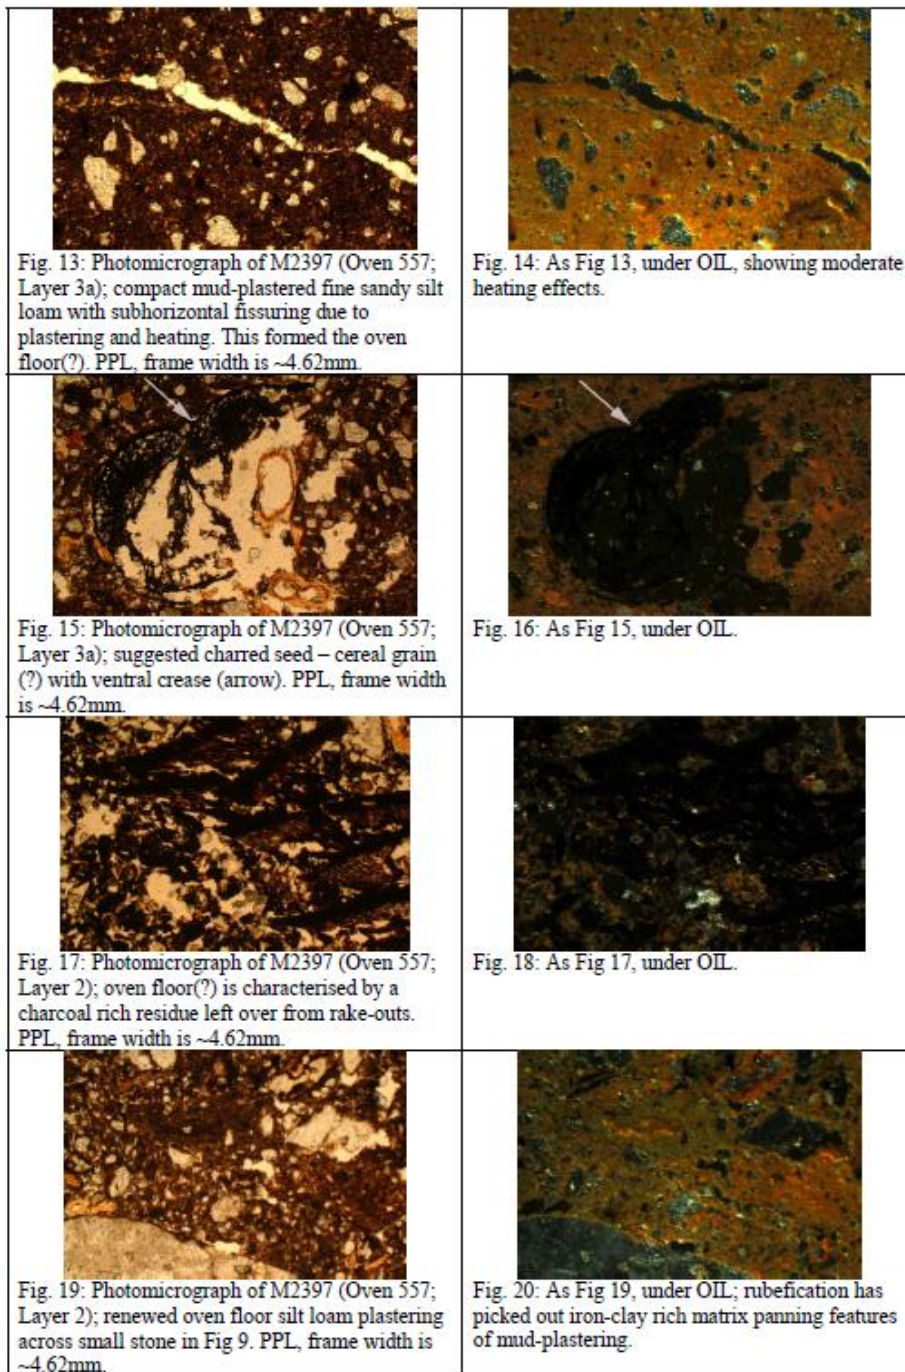 Fig. 13: Photomicrograph of M2397 (Oven 557;
Layer 3a); compact mud-plastered fine sandy silt
loam with subhorizontal fissuring due to
plastering and heating. This formed the oven
floor(?). PPL, frame width is ~4.62mm.
Fig. 14: As Fig 13, under OIL, showing moderate
heating effects.
Fig. 15: Photomicrograph of M2397 (Oven 557;
Layer 3a); suggested charred seed – cereal grain
(?) with ventral crease (arrow). PPL, frame width
is ~4.62mm.
Fig. 16: As Fig 15, under OIL.
Fig. 17: Photomicrograph of M2397 (Oven 557;
Layer 2); oven floor(?) is characterised by a
charcoal rich residue left over from rake-outs.
PPL, frame width is ~4.62mm.
Fig. 18: As Fig 17, under OIL.
Fig. 19: Photomicrograph of M2397 (Oven 557;
Layer 2); renewed oven floor silt loam plastering
across small stone in Fig 9. PPL, frame width is
~4.62mm.
Fig. 20: As Fig 19, under OIL; rubefication has
picked out iron-clay rich matrix panning features
of mud-plastering.